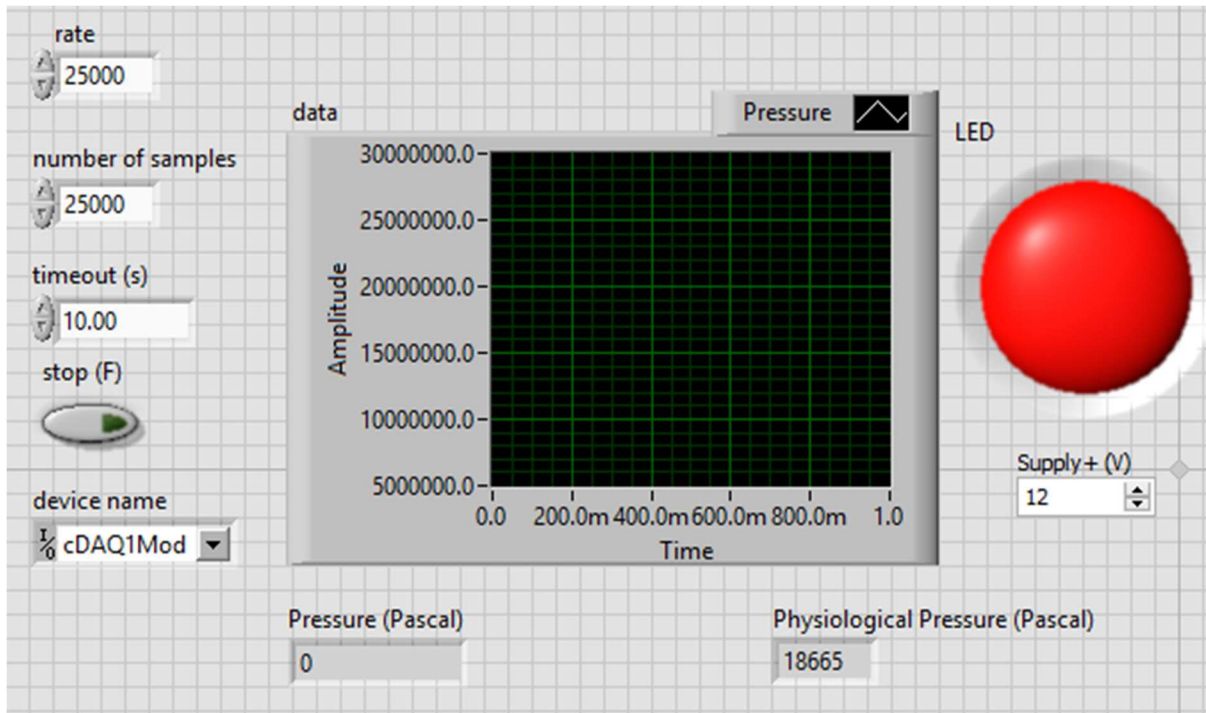 rate
25000
number of samples
25000
timeout (s)
10.00
stop (F)
device name
I/O cDAQ1Mod
data
Pressure
30000000.0
25000000.0
20000000.0
15000000.0
10000000.0
5000000.0
Amplitude
0.0 200.0m 400.0m 600.0m 800.0m 1.0
Time
LED
Supply+ (V)
12
Pressure (Pascal)
0
Physiological Pressure (Pascal)
18665